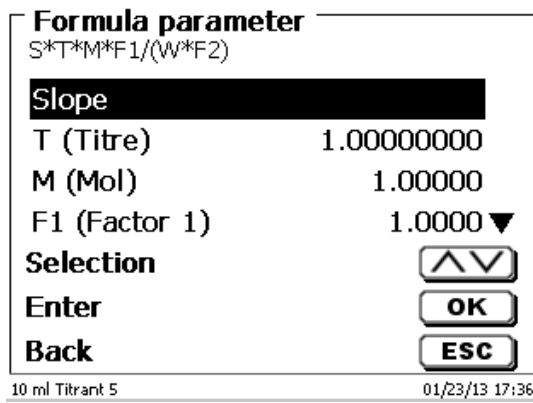 Formula parameter
S*T*M*F1/(W*F2)
Slope
T (Titre) 1.00000000
M (Mol) 1.00000
F1 (Factor 1) 1.0000
Selection
Enter OK
Back ESC
10 ml Titrant 5 01/23/13 17:36